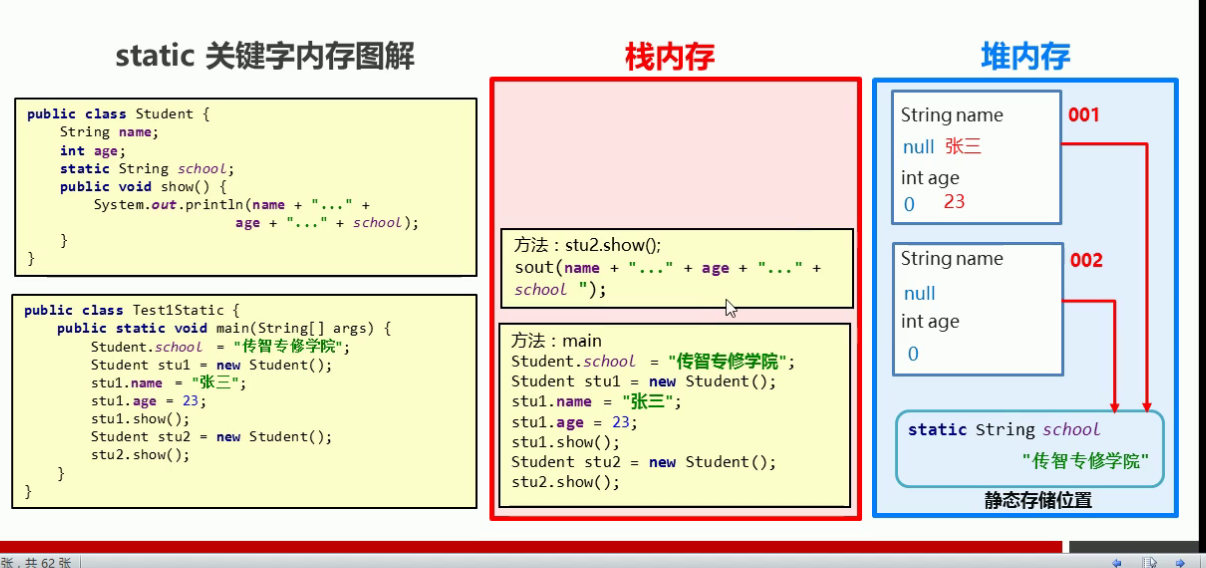 static 关键字内存图解
public class Student {
String name;
int age;
static String school;
public void show() {
System.out.println(name + "..." +
age + "..." + school);
}
}
public class Test1Static {
public static void main(String[] args) {
Student.school = "传智专修学院";
Student stu1 = new Student();
stu1.name = "张三";
stu1.age = 23;
stu1.show();
Student stu2 = new Student();
stu2.show();
}
}
栈内存
方法：stu2.show();
sout(name + "..." + age + "..." +
school ");
方法：main
Student.school = "传智专修学院";
Student stu1 = new Student();
stu1.name = "张三";
stu1.age = 23;
stu1.show();
Student stu2 = new Student();
stu2.show();
堆内存
String name
null 张三
int age
0 23
001
String name
null
int age
0
002
static String school
"传智专修学院"
静态存储位置
张，共 62 张